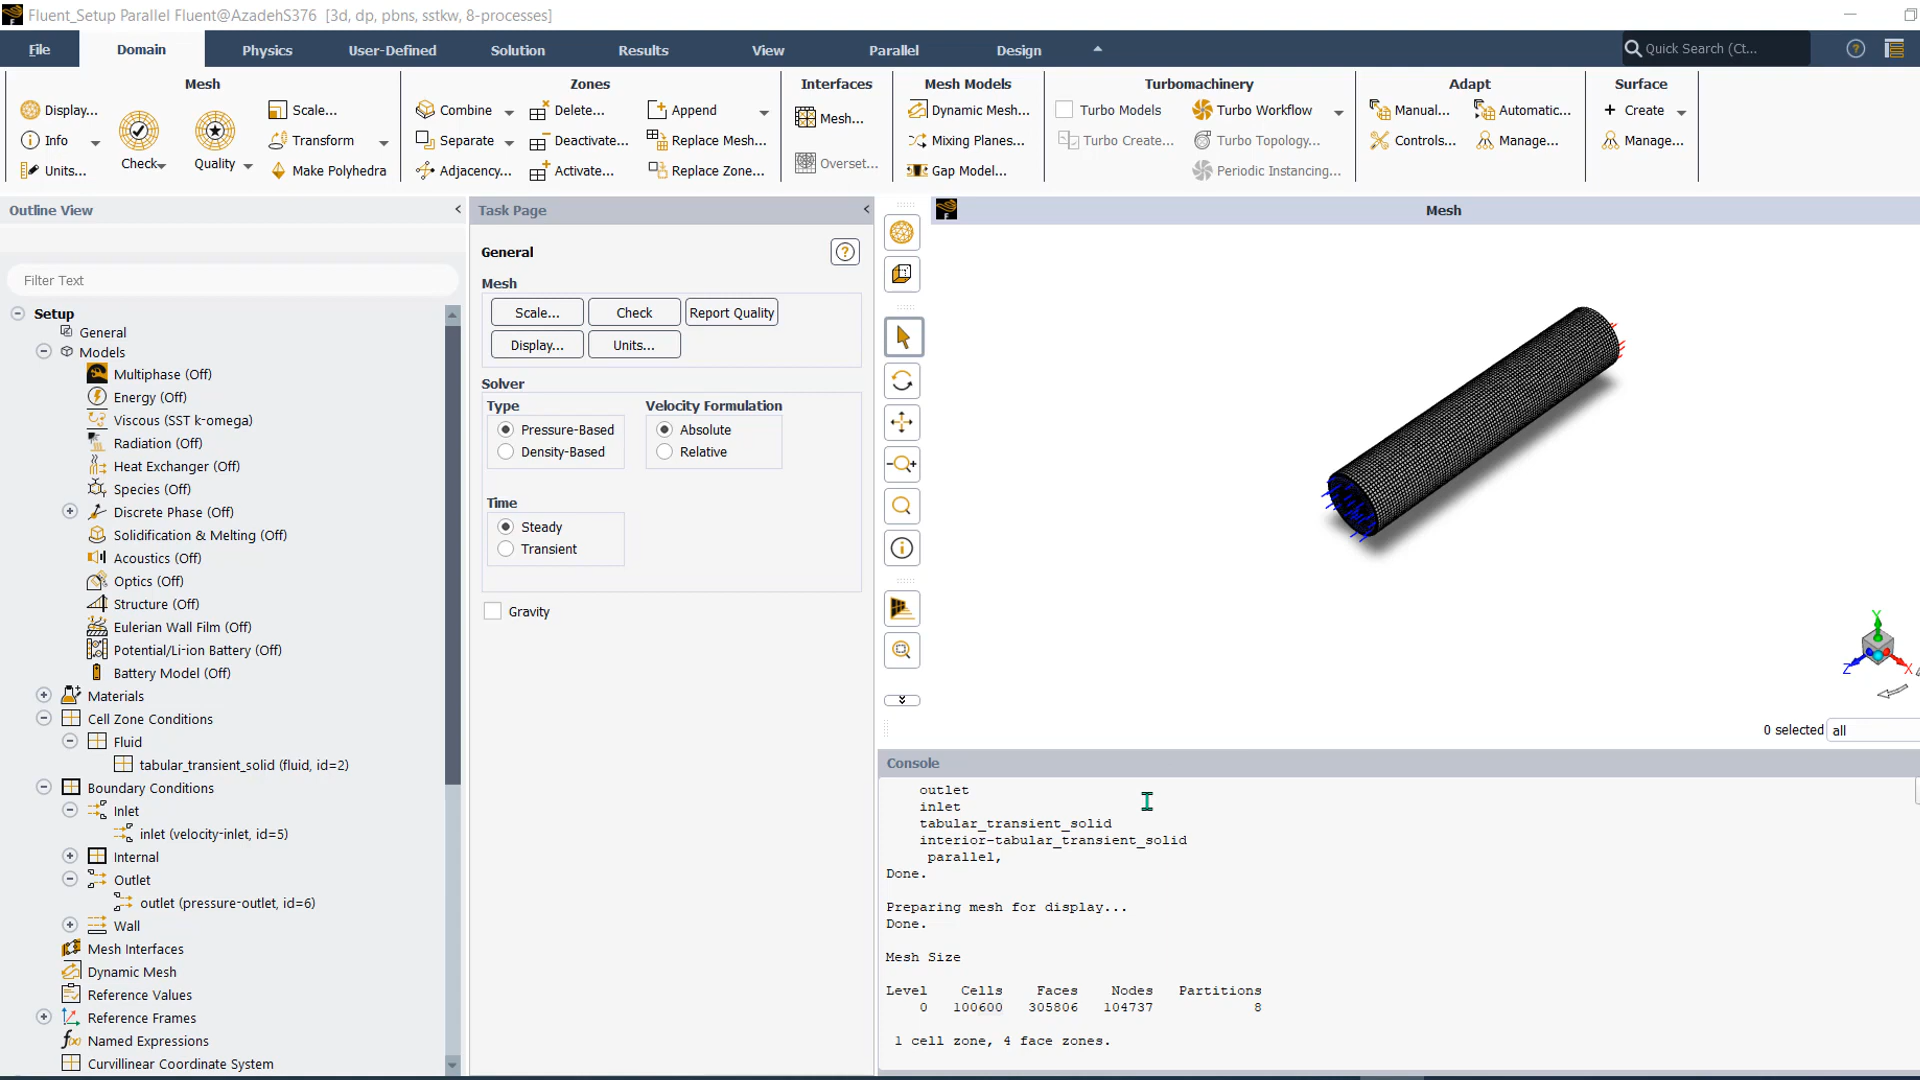 Fluent_Setup Parallel Fluent@AzadehS376 [3d, dp, pbns, sstkw, 8-processes]
File Domain Physics User-Defined Solution Results View Parallel Design Quick Search (Ct...
Mesh Zones Interfaces Mesh Models Turbomachinery Adapt Surface
Display... Scale... Combine Delete... Append Mesh... Dynamic Mesh... Turbo Models Turbo Workflow Manual... Automatic... + Create
Info Check Quality Transform Separate Deactivate... Replace Mesh... Mixing Planes... Turbo Create... Turbo Topology... Controls... Manage... Manage...
Units... Make Polyhedra Adjacency... Activate... Replace Zone... Overset... Gap Model... Periodic Instancing...
Outline View
Filter Text
Setup
General
Models
Multiphase (Off)
Energy (Off)
Viscous (SST k-omega)
Radiation (Off)
Heat Exchanger (Off)
Species (Off)
Discrete Phase (Off)
Solidification & Melting (Off)
Acoustics (Off)
Optics (Off)
Structure (Off)
Eulerian Wall Film (Off)
Potential/Li-ion Battery (Off)
Battery Model (Off)
Materials
Cell Zone Conditions
Fluid
tabular_transient_solid (fluid, id=2)
Boundary Conditions
Inlet
inlet (velocity-inlet, id=5)
Internal
Outlet
outlet (pressure-outlet, id=6)
Wall
Mesh Interfaces
Dynamic Mesh
Reference Values
Reference Frames
Named Expressions
Curvillinear Coordinate System
Task Page
General
Mesh
Scale... Check Report Quality
Display... Units...
Solver
Type Velocity Formulation
Pressure-Based Absolute
Density-Based Relative
Time
Steady
Transient
Gravity
Mesh
Y
Z X
0 selected all
Console
outlet
inlet
tabular_transient_solid
interior-tabular_transient_solid
parallel,
Done.
Preparing mesh for display...
Done.
Mesh Size
Level Cells Faces Nodes Partitions
0 100600 305806 104737 8
1 cell zone, 4 face zones.